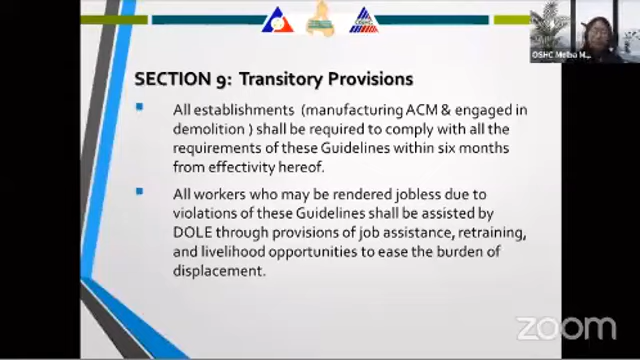 OSHC
OSHC Melba M...
SECTION 9: Transitory Provisions
All establishments (manufacturing ACM & engaged in
demolition ) shall be required to comply with all the
requirements of these Guidelines within six months
from effectivity hereof.
All workers who may be rendered jobless due to
violations of these Guidelines shall be assisted by
DOLE through provisions of job assistance, retraining,
and livelihood opportunities to ease the burden of
displacement.
zoom